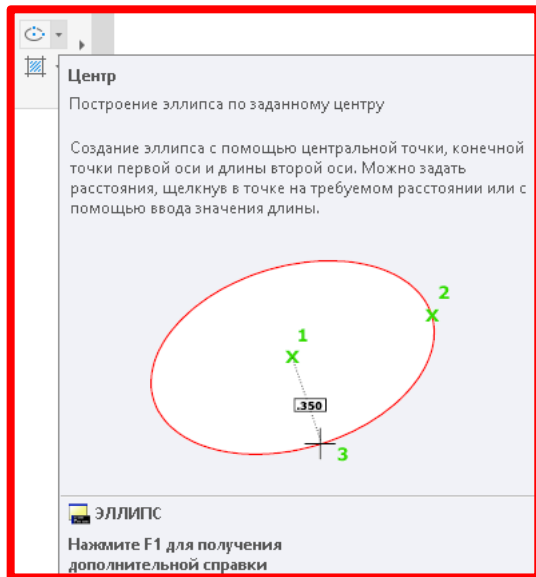 Центр
Построение эллипса по заданному центру
Создание эллипса с помощью центральной точки, конечной
точки первой оси и длины второй оси. Можно задать
расстояния, щелкнув в точке на требуемом расстоянии или с
помощью ввода значения длины.
2
1
.350
3
ЭЛЛИПС
Нажмите F1 для получения
дополнительной справки